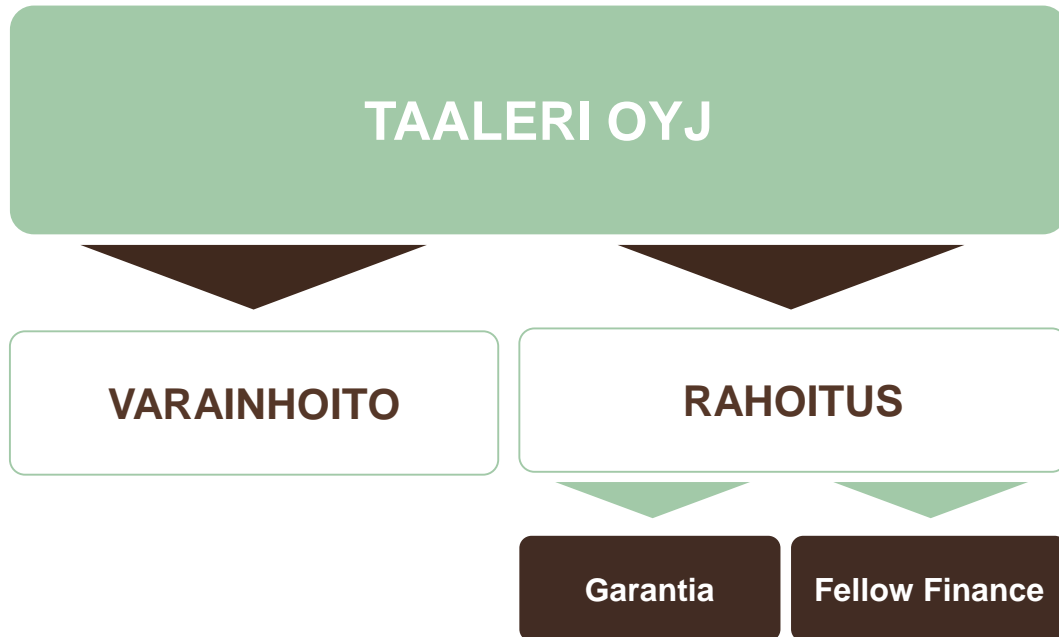 TAALERI OYJ
VARAINHOITO
RAHOITUS
Garantia
Fellow Finance